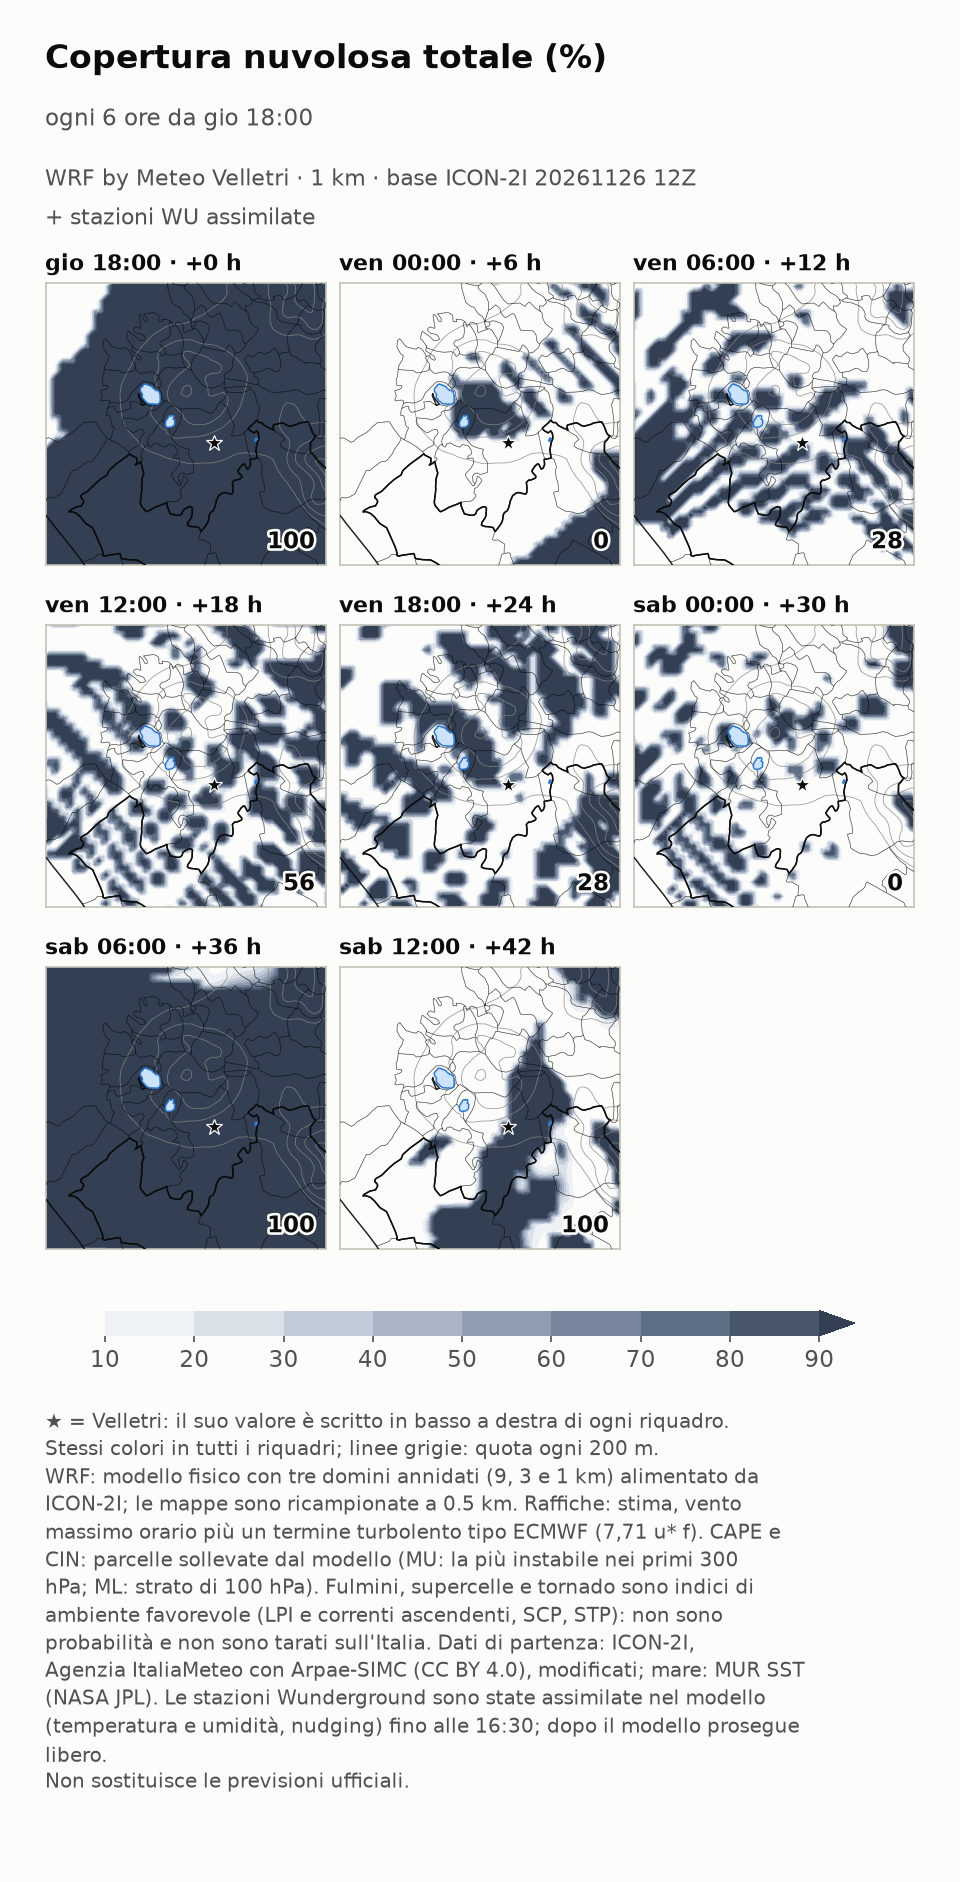 Copertura nuvolosa totale (%)
ogni 6 ore da gio 18:00
WRF by Meteo Velletri · 1 km · base ICON-2I 20261126 12Z
+ stazioni WU assimilate
gio 18:00 · +0 h
ven 00:00 · +6 h
ven 06:00 · +12 h
100
0
28
ven 12:00 · +18 h
ven 18:00 · +24 h
sab 00:00 · +30 h
56
28
0
sab 06:00 · +36 h
sab 12:00 · +42 h
100
100
10 20 30 40 50 60 70 80 90
★ = Velletri: il suo valore è scritto in basso a destra di ogni riquadro.
Stessi colori in tutti i riquadri; linee grigie: quota ogni 200 m.
WRF: modello fisico con tre domini annidati (9, 3 e 1 km) alimentato da
ICON-2I; le mappe sono ricampionate a 0.5 km. Raffiche: stima, vento
massimo orario più un termine turbolento tipo ECMWF (7,71 u* f). CAPE e
CIN: parcelle sollevate dal modello (MU: la più instabile nei primi 300
hPa; ML: strato di 100 hPa). Fulmini, supercelle e tornado sono indici di
ambiente favorevole (LPI e correnti ascendenti, SCP, STP): non sono
probabilità e non sono tarati sull'Italia. Dati di partenza: ICON-2I,
Agenzia ItaliaMeteo con Arpae-SIMC (CC BY 4.0), modificati; mare: MUR SST
(NASA JPL). Le stazioni Wunderground sono state assimilate nel modello
(temperatura e umidità, nudging) fino alle 16:30; dopo il modello prosegue
libero.
Non sostituisce le previsioni ufficiali.